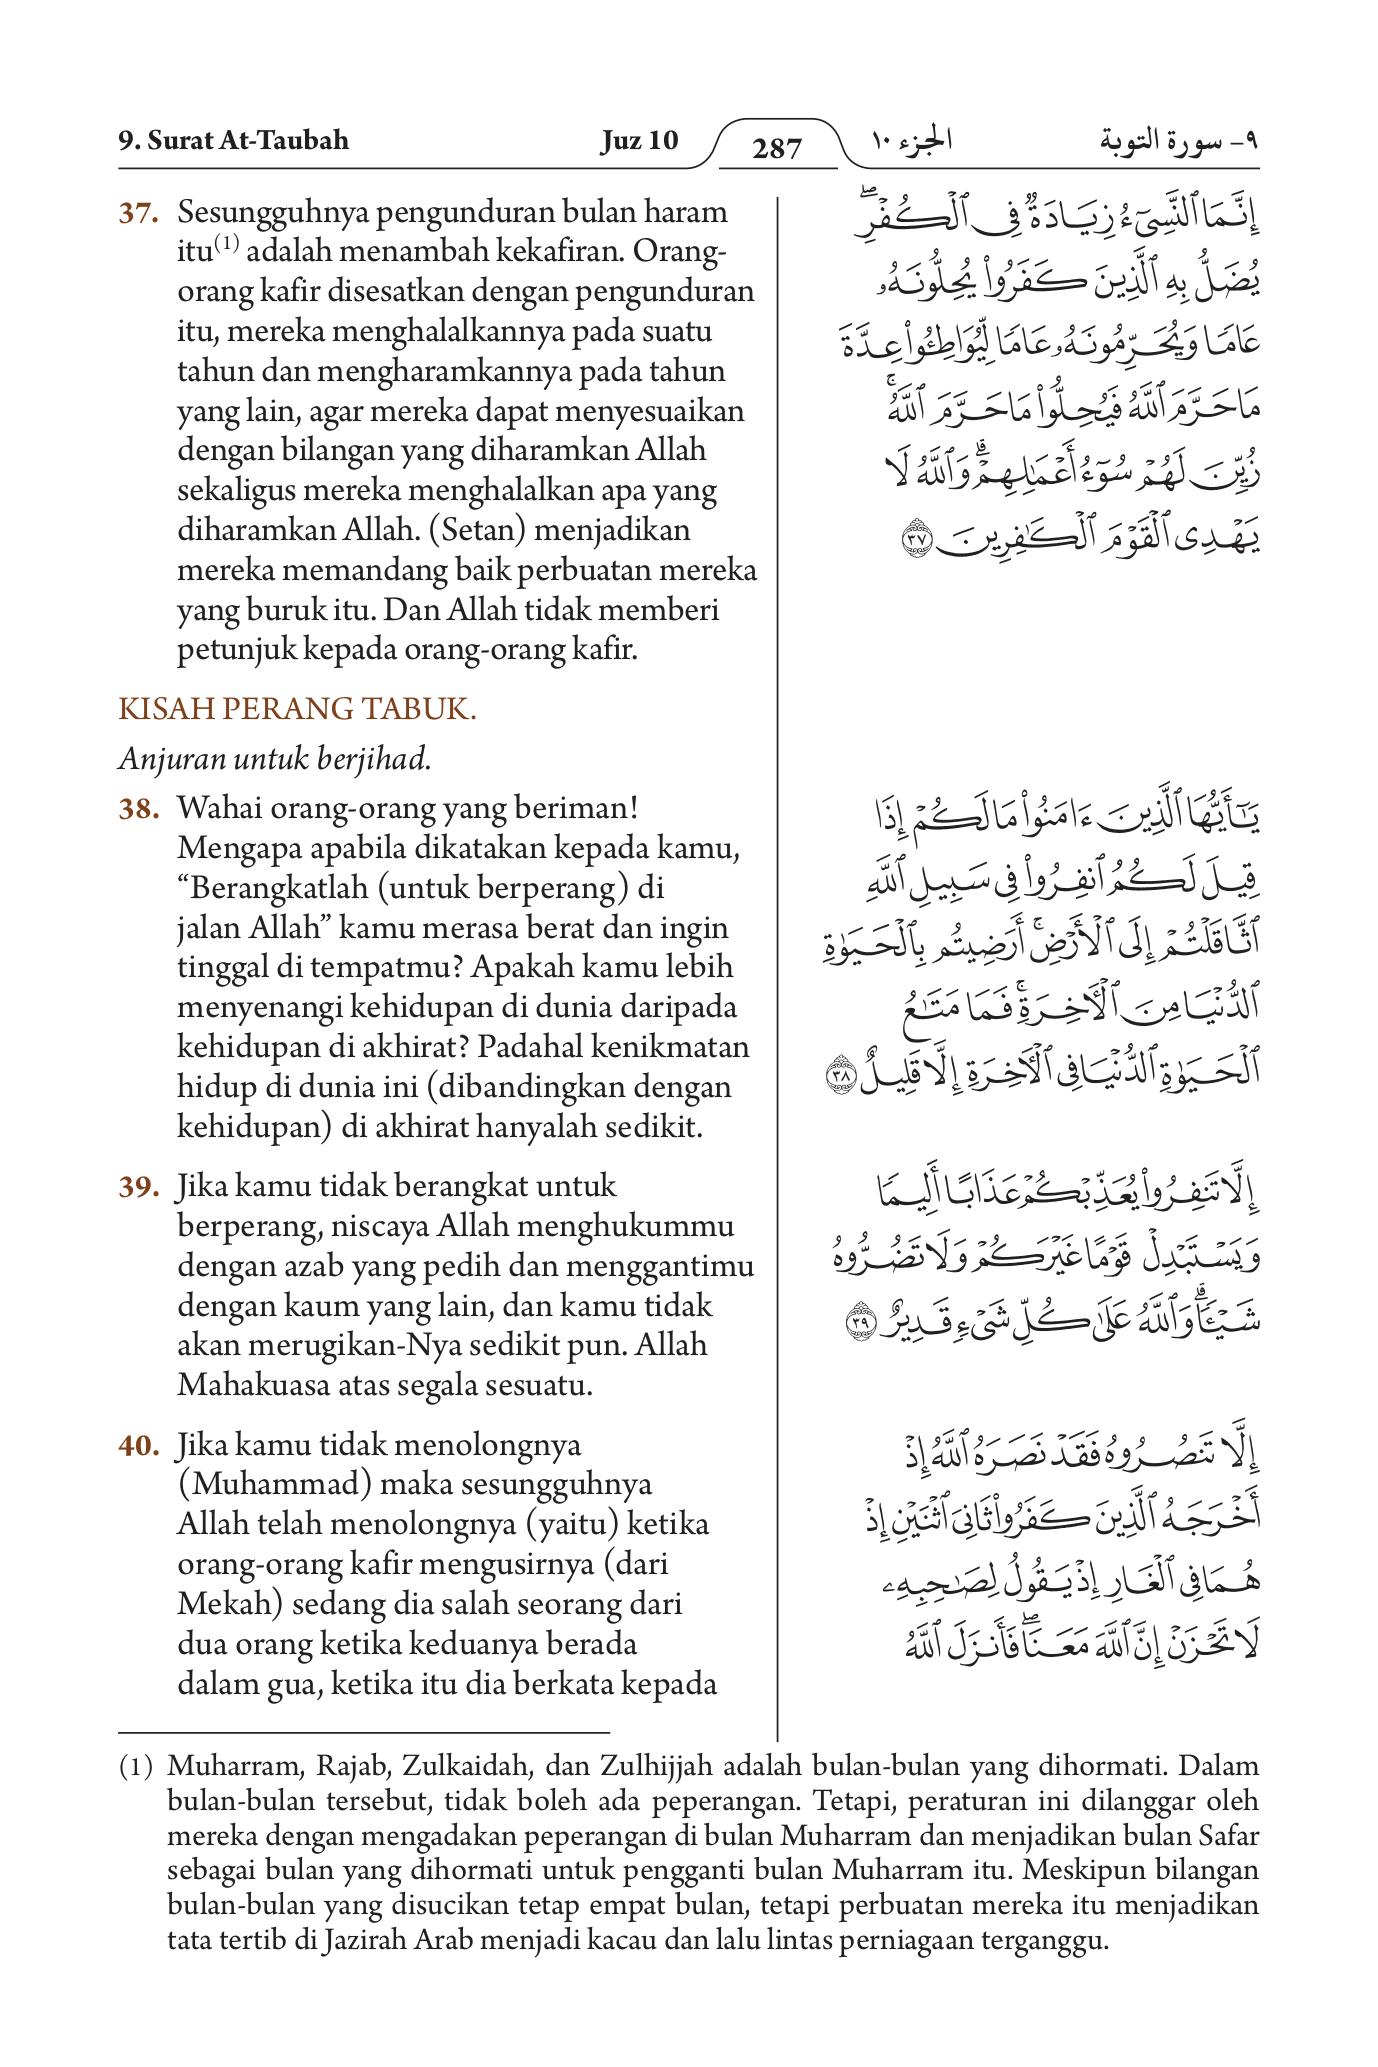 9. Surat At-Taubah
Juz 10
287
الجزء ١٠
٩- سورة التوبة
37. Sesungguhnya pengunduran bulan haram
itu(1) adalah menambah kekafiran. Orang-
orang kafir disesatkan dengan pengunduran
itu, mereka menghalalkannya pada suatu
tahun dan mengharamkannya pada tahun
yang lain, agar mereka dapat menyesuaikan
dengan bilangan yang diharamkan Allah
sekaligus mereka menghalalkan apa yang
diharamkan Allah. (Setan) menjadikan
mereka memandang baik perbuatan mereka
yang buruk itu. Dan Allah tidak memberi
petunjuk kepada orang-orang kafir.
KISAH PERANG TABUK.
Anjuran untuk berjihad.
38. Wahai orang-orang yang beriman!
Mengapa apabila dikatakan kepada kamu,
“Berangkatlah (untuk berperang) di
jalan Allah” kamu merasa berat dan ingin
tinggal di tempatmu? Apakah kamu lebih
menyenangi kehidupan di dunia daripada
kehidupan di akhirat? Padahal kenikmatan
hidup di dunia ini (dibandingkan dengan
kehidupan) di akhirat hanyalah sedikit.
39. Jika kamu tidak berangkat untuk
berperang, niscaya Allah menghukummu
dengan azab yang pedih dan menggantimu
dengan kaum yang lain, dan kamu tidak
akan merugikan-Nya sedikit pun. Allah
Mahakuasa atas segala sesuatu.
40. Jika kamu tidak menolongnya
(Muhammad) maka sesungguhnya
Allah telah menolongnya (yaitu) ketika
orang-orang kafir mengusirnya (dari
Mekah) sedang dia salah seorang dari
dua orang ketika keduanya berada
dalam gua, ketika itu dia berkata kepada
إِنَّمَا ٱلنَّسِىٓءُ زِيَادَةٌ فِى ٱلْكُفْرِ ۖ
يُضَلُّ بِهِ ٱلَّذِينَ كَفَرُوا۟ يُحِلُّونَهُۥ
عَامًا وَيُحَرِّمُونَهُۥ عَامًا لِّيُوَاطِـُٔوا۟ عِدَّةَ
مَا حَرَّمَ ٱللَّهُ فَيُحِلُّوا۟ مَا حَرَّمَ ٱللَّهُ ۚ
زُيِّنَ لَهُمْ سُوٓءُ أَعْمَـٰلِهِمْ ۗ وَٱللَّهُ لَا
يَهْدِى ٱلْقَوْمَ ٱلْكَـٰفِرِينَ ٣٧
يَـٰٓأَيُّهَا ٱلَّذِينَ ءَامَنُوا۟ مَا لَكُمْ إِذَا
قِيلَ لَكُمُ ٱنفِرُوا۟ فِى سَبِيلِ ٱللَّهِ
ٱثَّاقَلْتُمْ إِلَى ٱلْأَرْضِ ۚ أَرَضِيتُم بِٱلْحَيَوٰةِ
ٱلدُّنْيَا مِنَ ٱلْـَٔاخِرَةِ ۚ فَمَا مَتَـٰعُ
ٱلْحَيَوٰةِ ٱلدُّنْيَا فِى ٱلْـَٔاخِرَةِ إِلَّا قَلِيلٌ ٣٨
إِلَّا تَنفِرُوا۟ يُعَذِّبْكُمْ عَذَابًا أَلِيمًا
وَيَسْتَبْدِلْ قَوْمًا غَيْرَكُمْ وَلَا تَضُرُّوهُ
شَيْـًٔا ۗ وَٱللَّهُ عَلَىٰ كُلِّ شَىْءٍ قَدِيرٌ ٣٩
إِلَّا تَنصُرُوهُ فَقَدْ نَصَرَهُ ٱللَّهُ إِذْ
أَخْرَجَهُ ٱلَّذِينَ كَفَرُوا۟ ثَانِىَ ٱثْنَيْنِ إِذْ
هُمَا فِى ٱلْغَارِ إِذْ يَقُولُ لِصَـٰحِبِهِۦ
لَا تَحْزَنْ إِنَّ ٱللَّهَ مَعَنَا ۖ فَأَنزَلَ ٱللَّهُ
(1) Muharram, Rajab, Zulkaidah, dan Zulhijjah adalah bulan-bulan yang dihormati. Dalam
bulan-bulan tersebut, tidak boleh ada peperangan. Tetapi, peraturan ini dilanggar oleh
mereka dengan mengadakan peperangan di bulan Muharram dan menjadikan bulan Safar
sebagai bulan yang dihormati untuk pengganti bulan Muharram itu. Meskipun bilangan
bulan-bulan yang disucikan tetap empat bulan, tetapi perbuatan mereka itu menjadikan
tata tertib di Jazirah Arab menjadi kacau dan lalu lintas perniagaan terganggu.